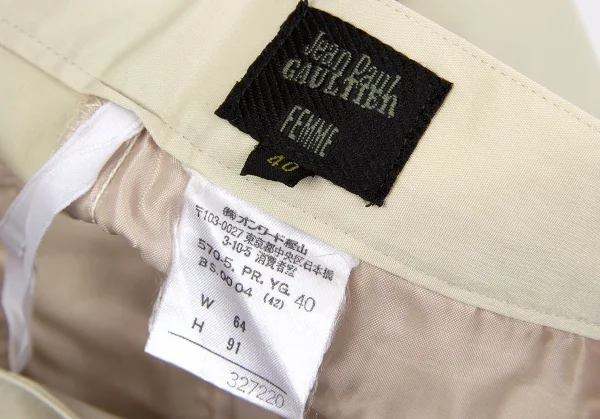 Jean Paul
GAULTIER
FEMME
40
㈱オンワード樫山
〒103-0027 東京都中央区日本橋
3-10-5 消費者窓
570-5. PR. YG. 40
BS.0004 (42)
W 64
H 91
327220